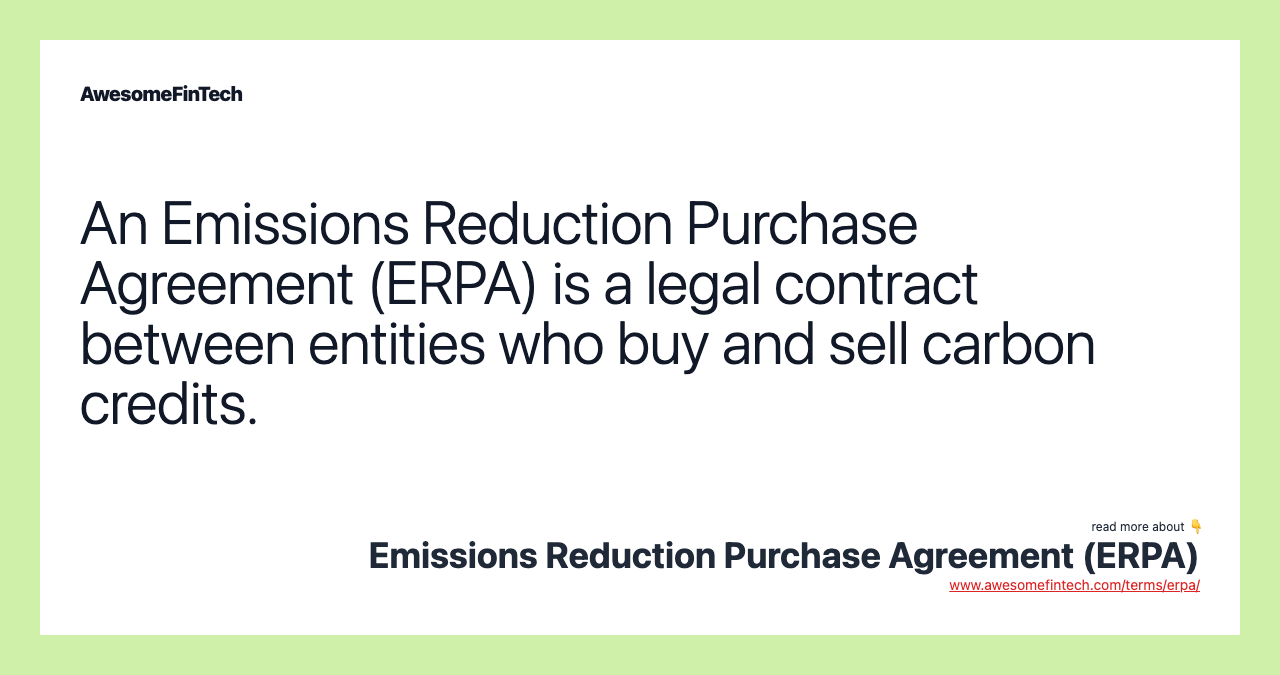 AwesomeFinTech
An Emissions Reduction Purchase
Agreement (ERPA) is a legal contract
between entities who buy and sell carbon
credits.
read more about 👇
Emissions Reduction Purchase Agreement (ERPA)
www.awesomefintech.com/terms/erpa/